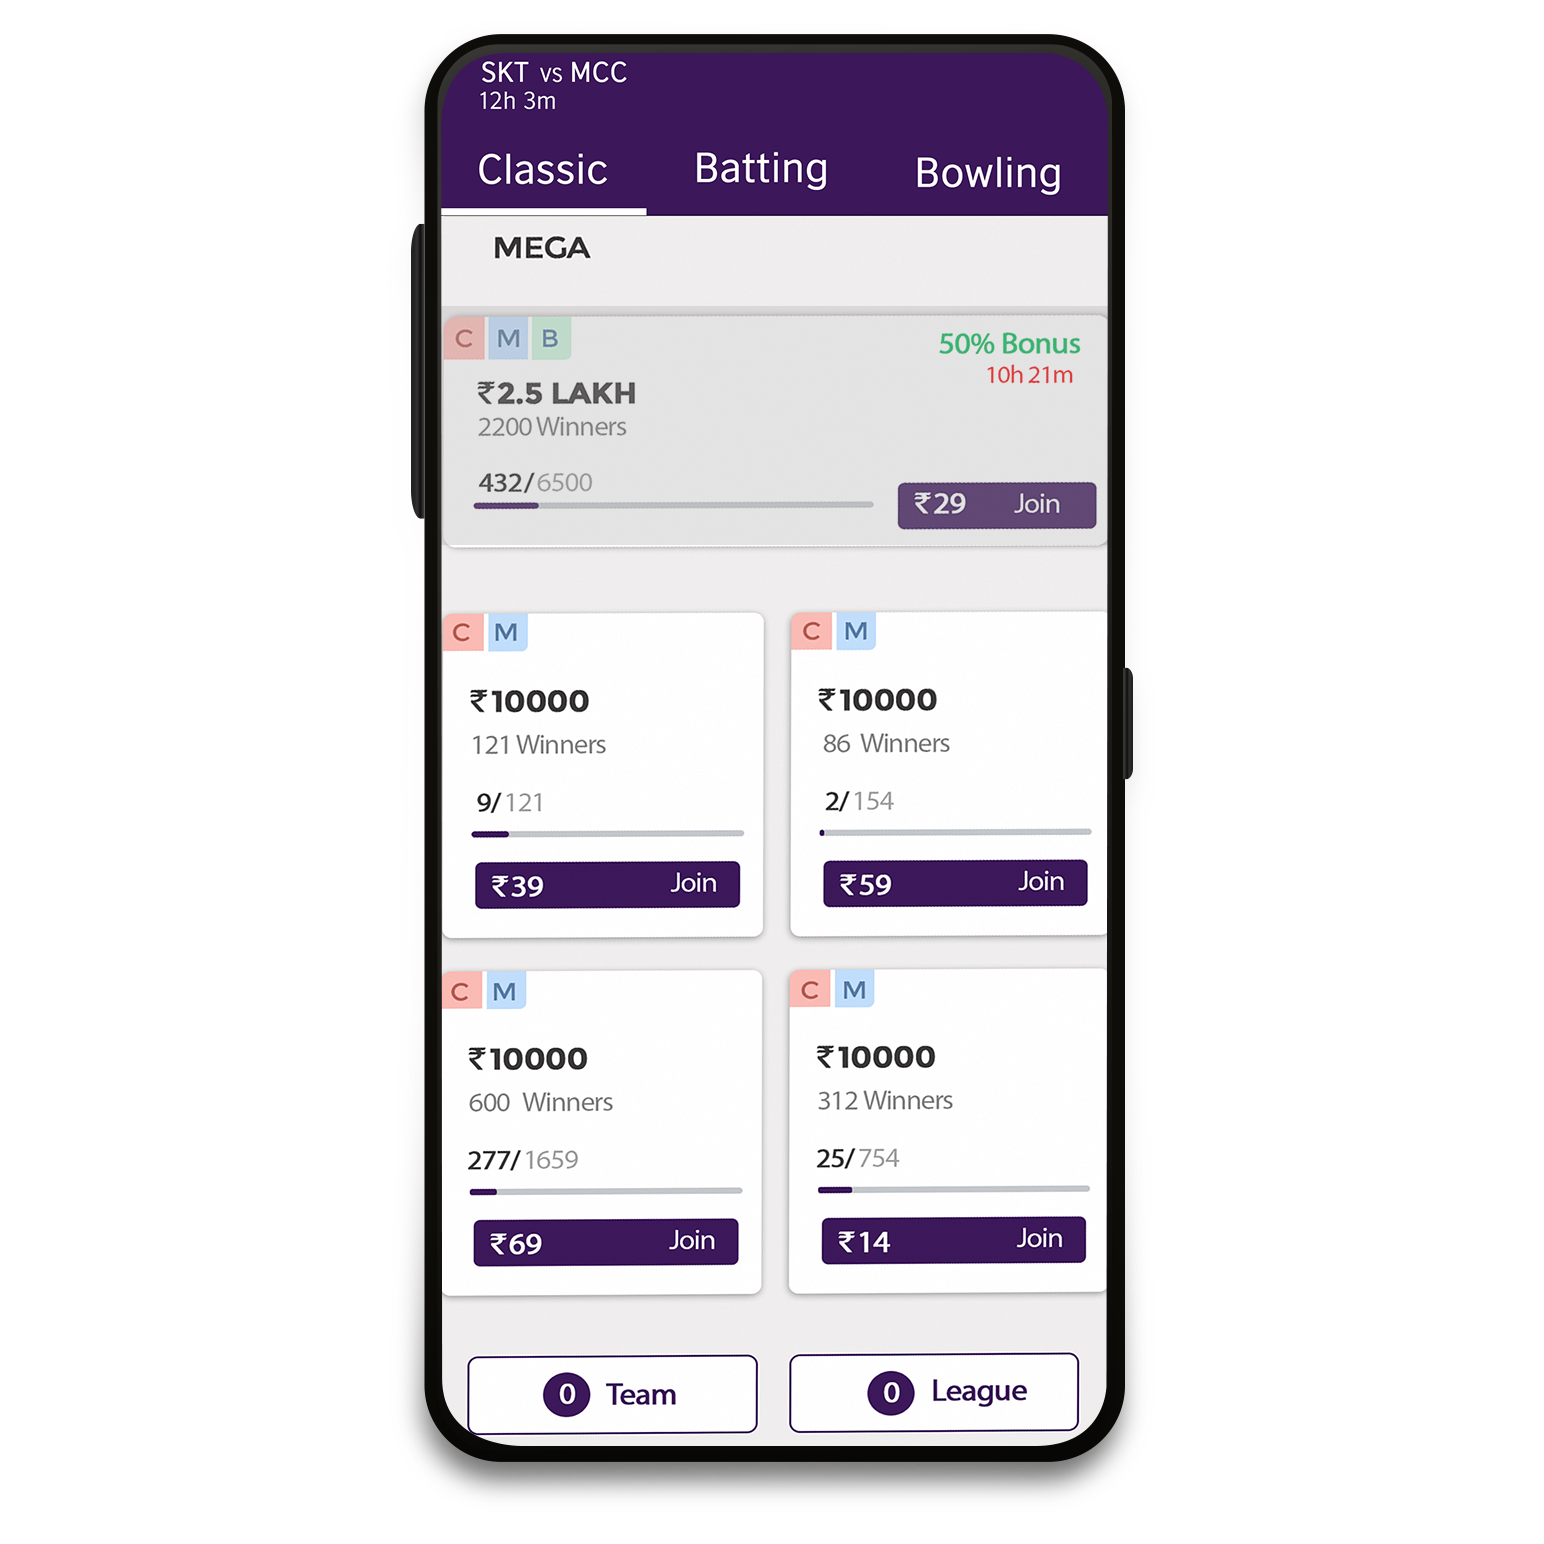 SKT vs MCC
12h 3m
Classic Batting Bowling
MEGA
C M B
50% Bonus
10h 21m
₹2.5 LAKH
2200 Winners
432/6500
₹29 Join
C M
₹10000
121 Winners
9/121
₹39 Join
C M
₹10000
86 Winners
2/154
₹59 Join
C M
₹10000
600 Winners
277/1659
₹69 Join
C M
₹10000
312 Winners
25/754
₹14 Join
0 Team
0 League